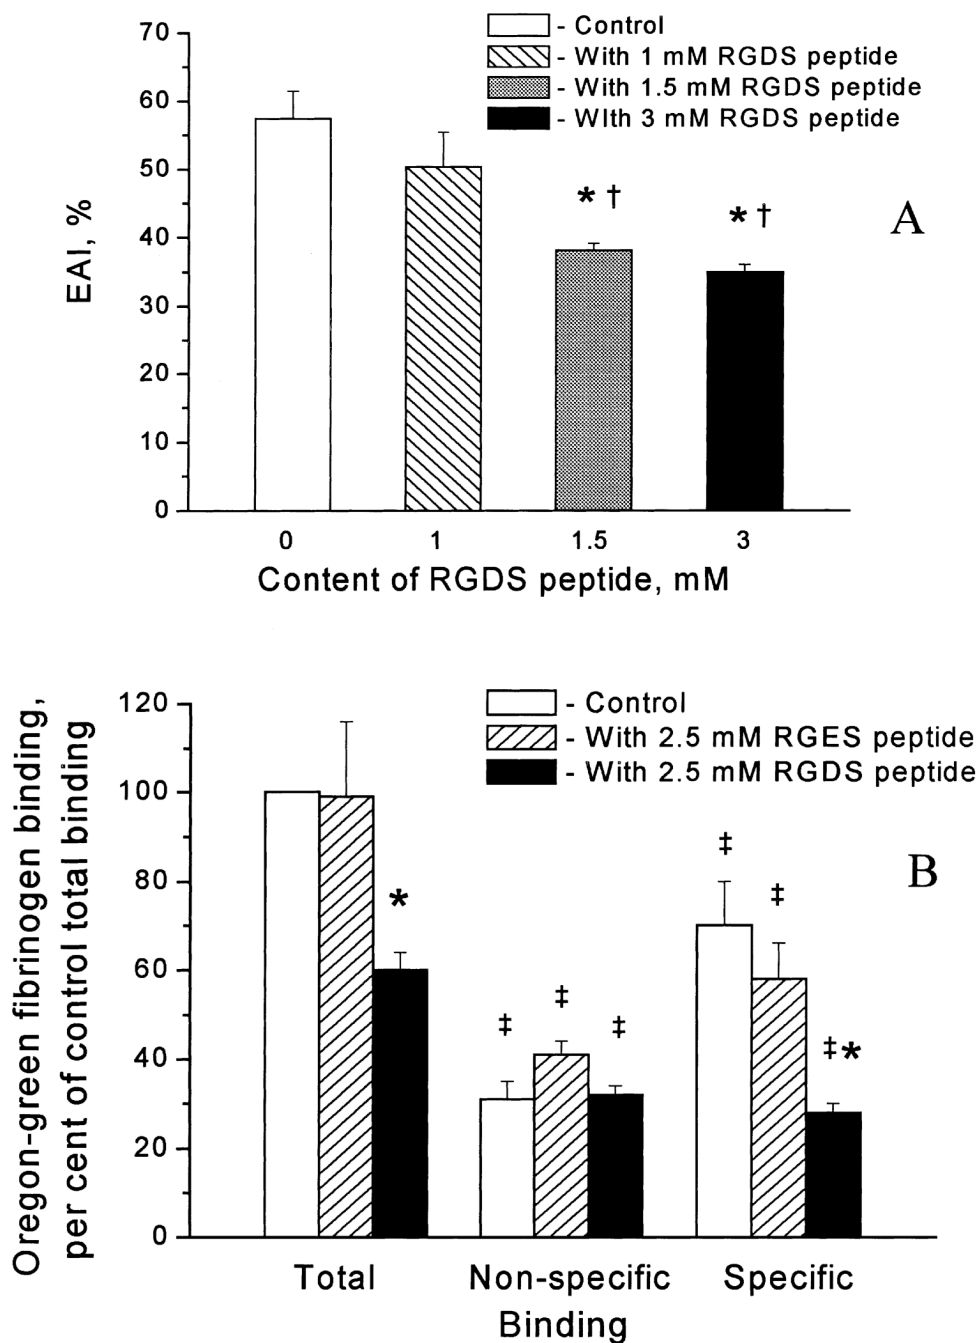 70
60
50
40
30
20
10
0
EAI, %
- Control
- With 1 mM RGDS peptide
- With 1.5 mM RGDS peptide
- WIth 3 mM RGDS peptide
* †
* †
A
0 1 1.5 3
Content of RGDS peptide, mM
120
100
80
60
40
20
0
Oregon-green fibrinogen binding,
per cent of control total binding
- Control
- With 2.5 mM RGES peptide
- With 2.5 mM RGDS peptide
*
‡
‡
‡
‡
‡
‡*
B
Total Non-specific Specific
Binding